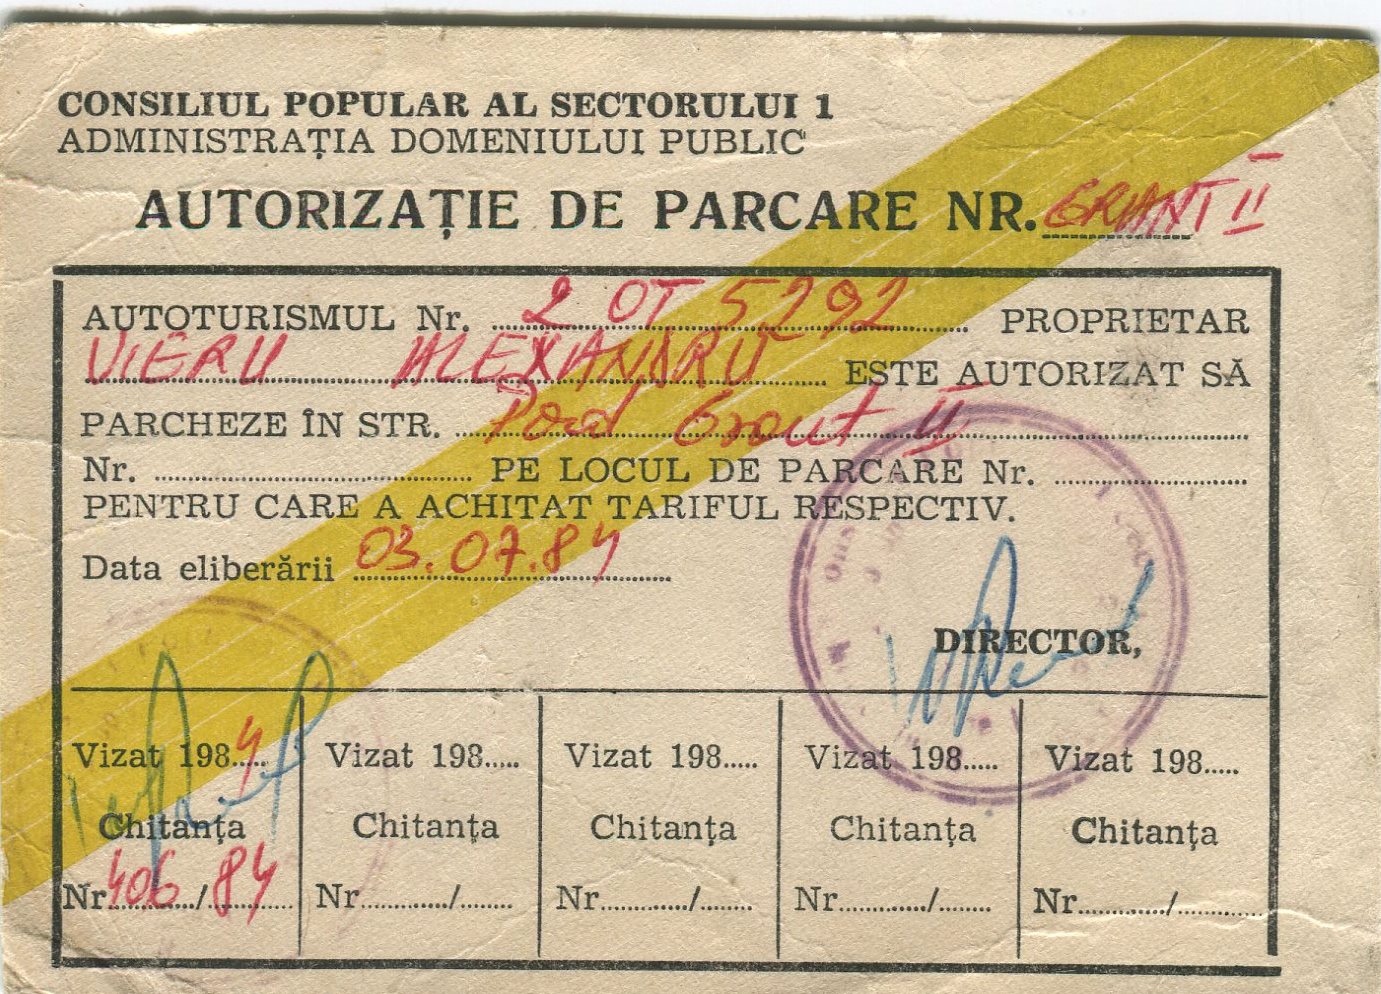 CONSILIUL POPULAR AL SECTORULUI 1
ADMINISTRAȚIA DOMENIULUI PUBLIC
AUTORIZAȚIE DE PARCARE NR. GRANT II
AUTOTURISMUL Nr. 2 OT 5292 PROPRIETAR
VIERU ALEXANDRU ESTE AUTORIZAT SĂ
PARCHEZE ÎN STR. Pod Grant II
Nr. PE LOCUL DE PARCARE Nr.
PENTRU CARE A ACHITAT TARIFUL RESPECTIV.
Data eliberării 03.07.84
DIRECTOR,
Vizat 1984 Vizat 198..... Vizat 198..... Vizat 198..... Vizat 198.....
Chitanța Chitanța Chitanța Chitanța Chitanța
Nr 406/84 Nr............/........ Nr............/........ Nr............/........ Nr............/............